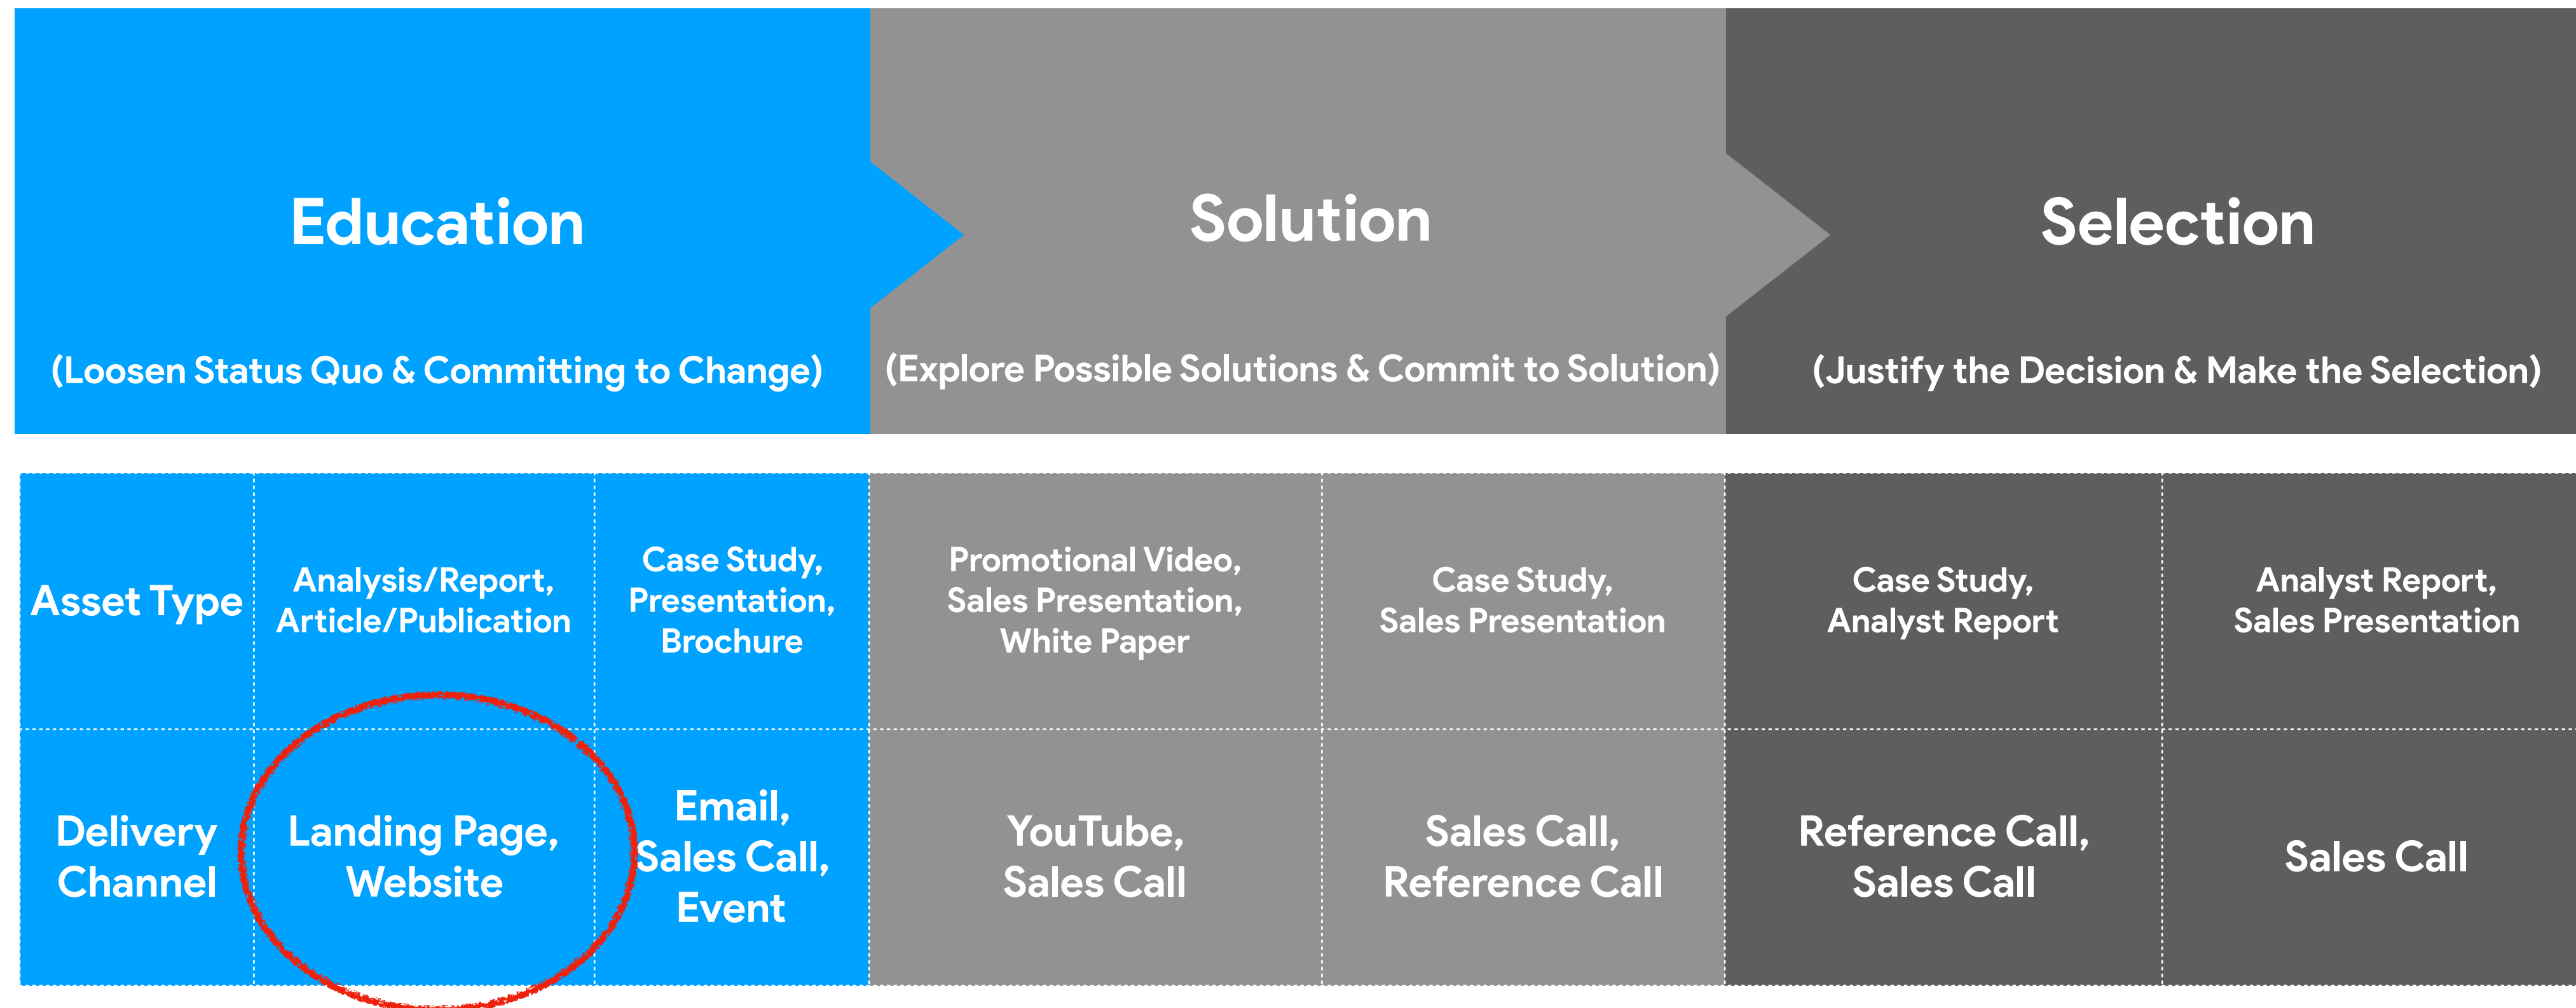 Education
Solution
Selection
(Loosen Status Quo & Committing to Change)
(Explore Possible Solutions & Commit to Solution)
(Justify the Decision & Make the Selection)
Asset Type
Analysis/Report,
Article/Publication
Case Study,
Presentation,
Brochure
Promotional Video,
Sales Presentation,
White Paper
Case Study,
Sales Presentation
Case Study,
Analyst Report
Analyst Report,
Sales Presentation
Delivery
Channel
Landing Page,
Website
Email,
Sales Call,
Event
YouTube,
Sales Call
Sales Call,
Reference Call
Reference Call,
Sales Call
Sales Call